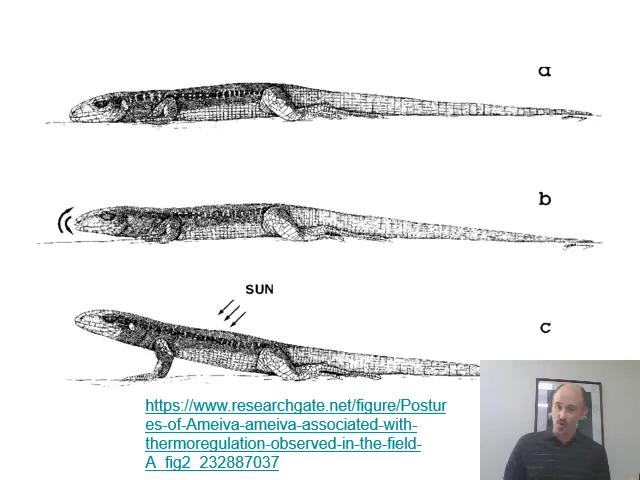 a
b
SUN
c
https://www.researchgate.net/figure/Postur
es-of-Ameiva-ameiva-associated-with-
thermoregulation-observed-in-the-field-
A_fig2_232887037